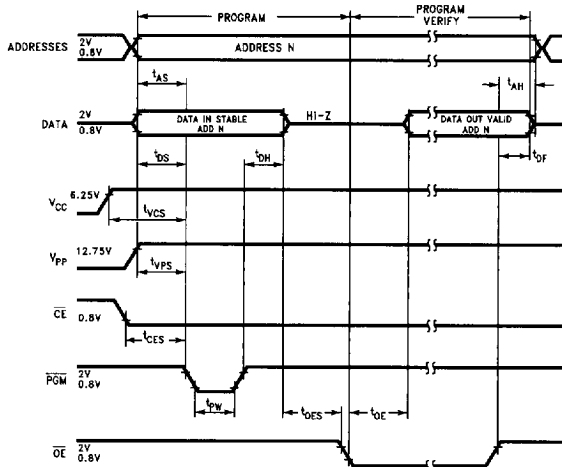 PROGRAM
PROGRAM
VERIFY
ADDRESSES
2V
0.8V
ADDRESS N
tAS
tAH
DATA
2V
0.8V
DATA IN STABLE
ADD N
HI-Z
DATA OUT VALID
ADD N
tDS
tDH
tDF
VCC
6.25V
tVCS
VPP
12.75V
tVPS
CE
0.8V
tCES
PGM
2V
0.8V
tPW
tOES
tOE
OE
2V
0.8V